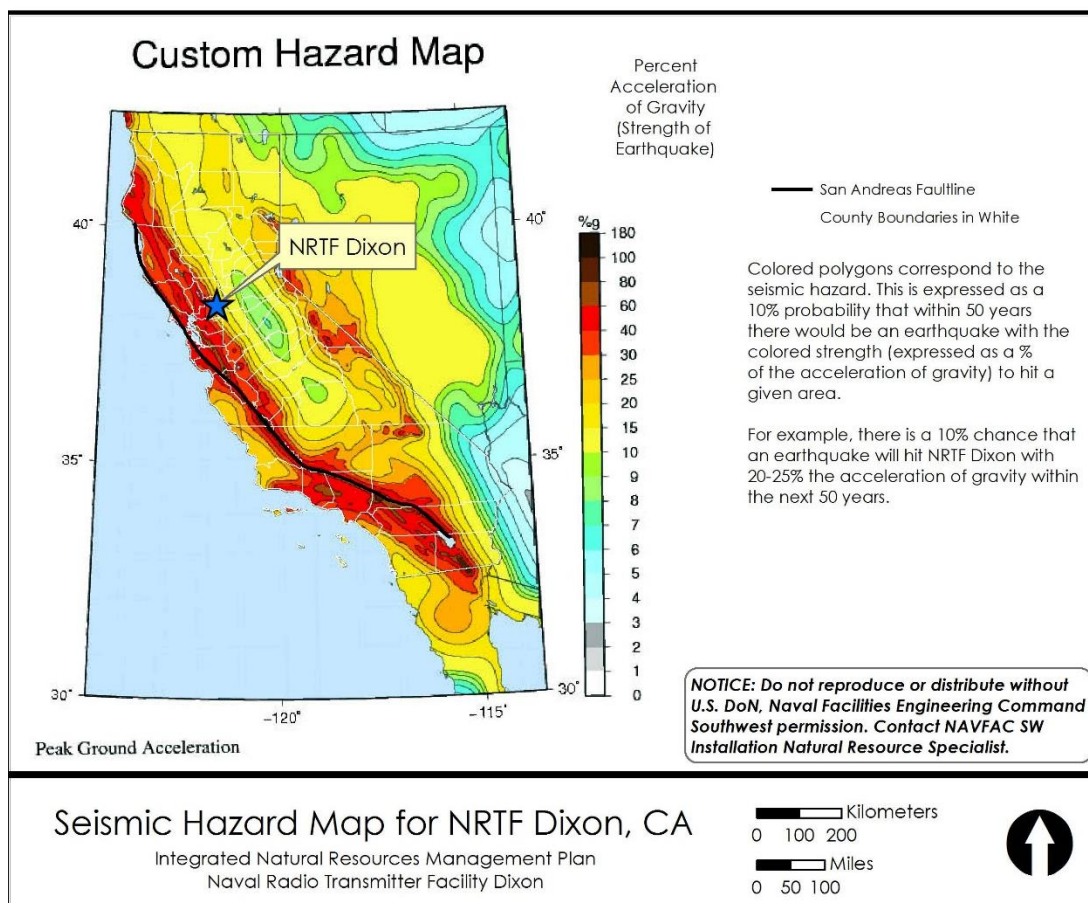 Custom Hazard Map
Percent
Acceleration
of Gravity
(Strength of
Earthquake)
San Andreas Faultline
County Boundaries in White
40°
40°
35°
35°
30°
30°
-120°
-115°
NRTF Dixon
%g
180
100
80
60
40
30
25
20
15
10
9
8
7
6
5
4
3
2
1
0
Colored polygons correspond to the
seismic hazard. This is expressed as a
10% probability that within 50 years
there would be an earthquake with the
colored strength (expressed as a %
of the acceleration of gravity) to hit a
given area.
For example, there is a 10% chance that
an earthquake will hit NRTF Dixon with
20-25% the acceleration of gravity within
the next 50 years.
NOTICE: Do not reproduce or distribute without
U.S. DoN, Naval Facilities Engineering Command
Southwest permission. Contact NAVFAC SW
Installation Natural Resource Specialist.
Peak Ground Acceleration
Seismic Hazard Map for NRTF Dixon, CA
Integrated Natural Resources Management Plan
Naval Radio Transmitter Facility Dixon
Kilometers
0 100 200
Miles
0 50 100